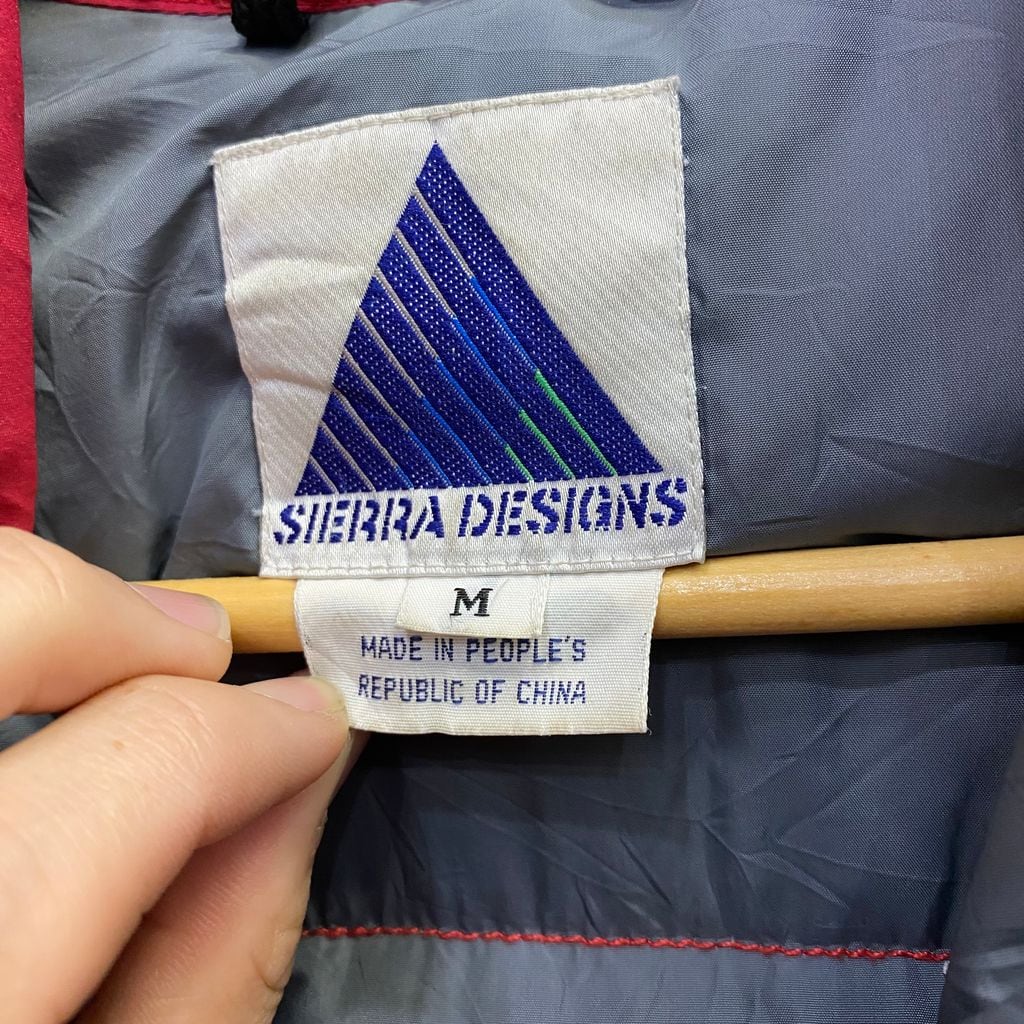 SIERRA DESIGNS
M
MADE IN PEOPLE'S
REPUBLIC OF CHINA